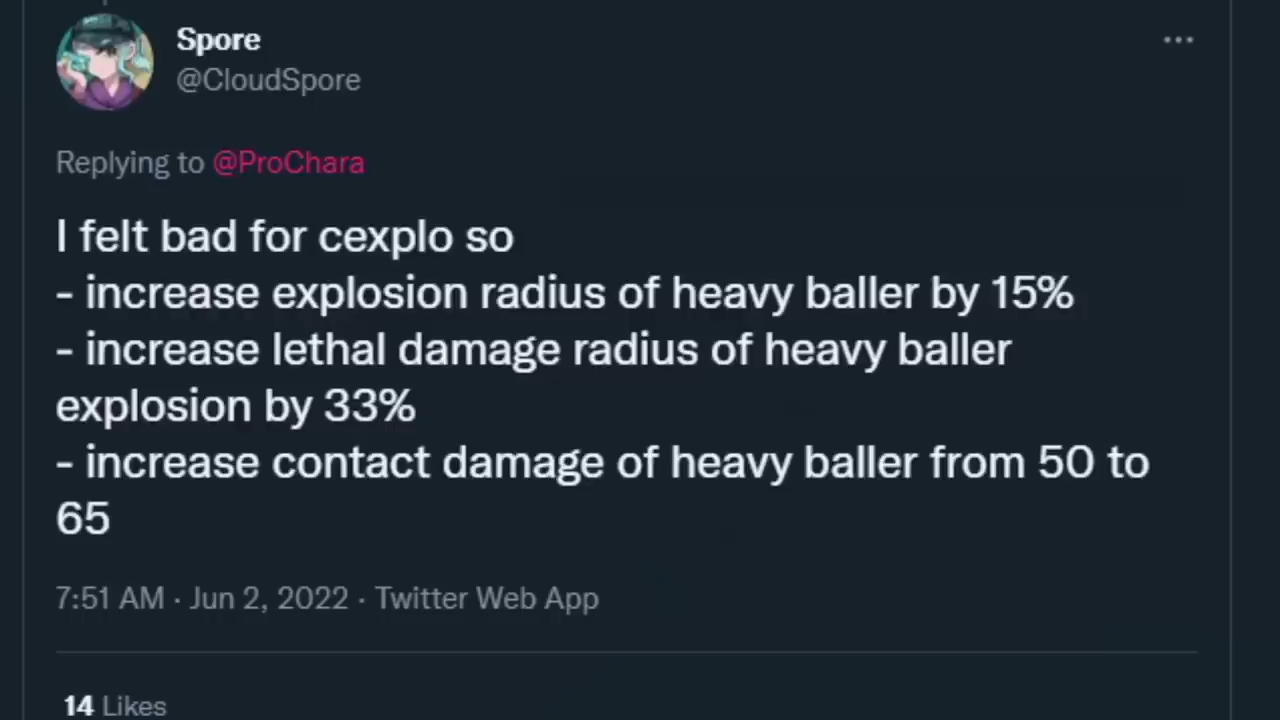 Spore
@CloudSpore
Replying to @ProChara
I felt bad for cexplo so
- increase explosion radius of heavy baller by 15%
- increase lethal damage radius of heavy baller
explosion by 33%
- increase contact damage of heavy baller from 50 to
65
7:51 AM · Jun 2, 2022 · Twitter Web App
14 Likes